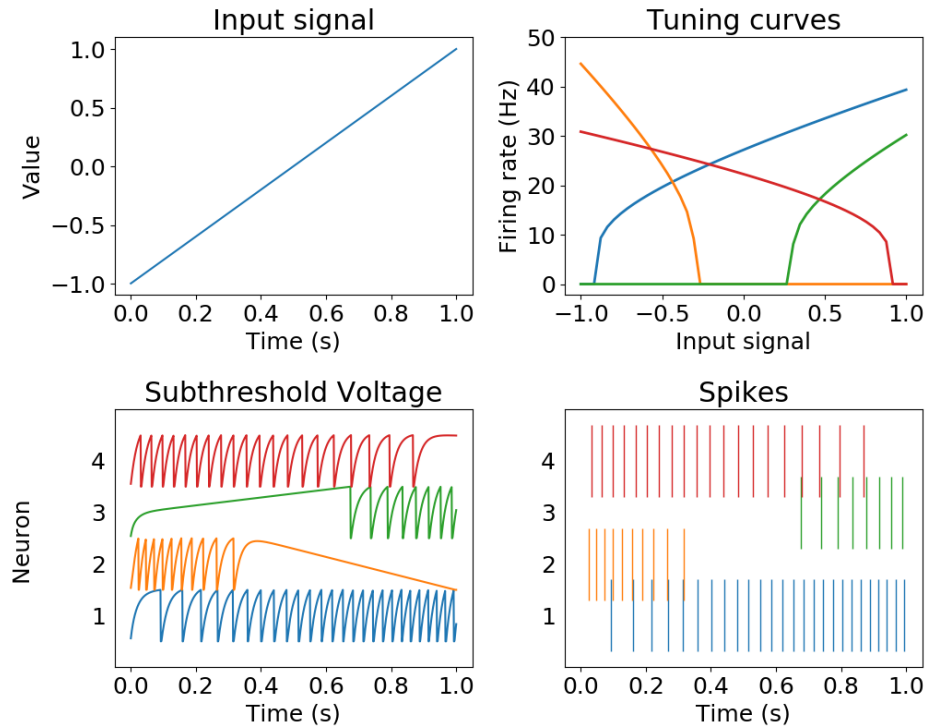 Input signal
1.0
0.5
0.0
−0.5
−1.0
Value
0.0 0.2 0.4 0.6 0.8 1.0
Time (s)
Tuning curves
50
40
30
20
10
0
Firing rate (Hz)
−1.0 −0.5 0.0 0.5 1.0
Input signal
Subthreshold Voltage
4
3
2
1
Neuron
0.0 0.2 0.4 0.6 0.8 1.0
Time (s)
Spikes
4
3
2
1
0.0 0.2 0.4 0.6 0.8 1.0
Time (s)